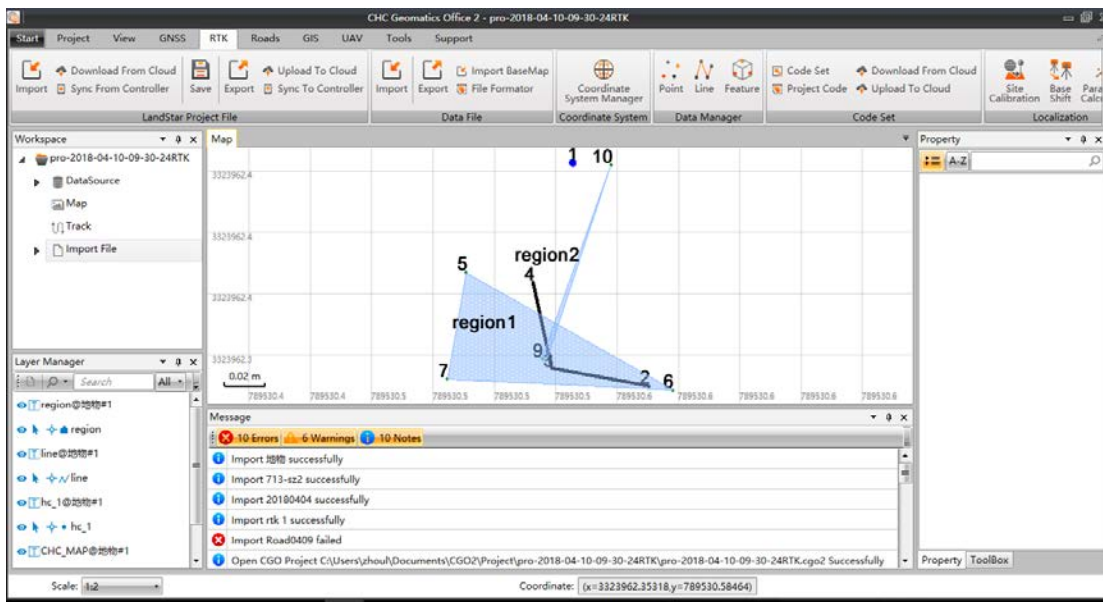 CHC Geomatics Office 2 - pro-2018-04-10-09-30-24RTK
Start Project View GNSS RTK Roads GIS UAV Tools Support
Download From Cloud Upload To Cloud Import BaseMap Code Set Download From Cloud
Import Sync From Controller Save Export Sync To Controller Import Export File Formator Coordinate System Manager Point Line Feature Project Code Upload To Cloud Site Calibration Base Shift
LandStar Project File Data File Coordinate System Data Manager Code Set Localization
Workspace Map Property
pro-2018-04-10-09-30-24RTK
A-Z
DataSource
Map
Track
Import File
1 10
3323962.4
3323962.4
region2
5
4
3323962.4
region1
9
3
3323962.3
7
2
6
0.02 m
789530.4 789530.4 789530.5 789530.5 789530.5 789530.5 789530.6 789530.6 789530.6 789530.6 789530.6
Layer Manager
Search All
region@地物#1
region
line@地物#1
line
hc_1@地物#1
hc_1
CHC_MAP@地物#1
Message
10 Errors 6 Warnings 10 Notes
Import 地物 successfully
Import 713-sz2 successfully
Import 20180404 successfully
Import rtk 1 successfully
Import Road0409 failed
Open CGO Project C:\Users\zhoul\Documents\CGO2\Project\pro-2018-04-10-09-30-24RTK\pro-2018-04-10-09-30-24RTK.cgo2 Successfully
Property ToolBox
Scale: 1:2 Coordinate: (x=3323962.35318,y=789530.58464)